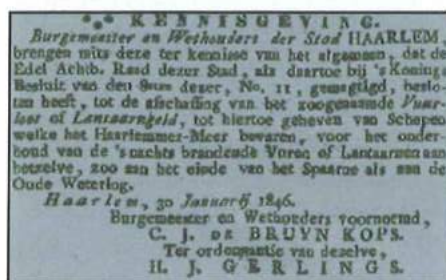 KENNISGEVING.
Burgemeester en Wethouders der Stad HAARLEM,
brengen mits deze ter kennisse van het algemeen, dat de
Edel Achtb. Raad dezer Stad, als daartoe bij 's Konings
Besluit van den dezer, No. 11, gemagtigd, beslo-
ten heeft, tot de afschaffing van het zoogenaamde Vuur-
loot of Lantaarngeld, tot hiertoe geheven van Schepen
welke het Haarlemmer-Meer bevaren, voor het onder-
houd van de 's nachts brandende Vuren of Lantaarnen aan
hetzelve, zoo aan het einde van het Spaarne als aan de
Oude Wetering.
Haarlem, 30 Januarij 1846.
Burgemeester en Wethouders voornoemd,
C. J. DE BRUYN KOPS.
Ter ordonnantie van dezelve,
H. J. GERLINGS.